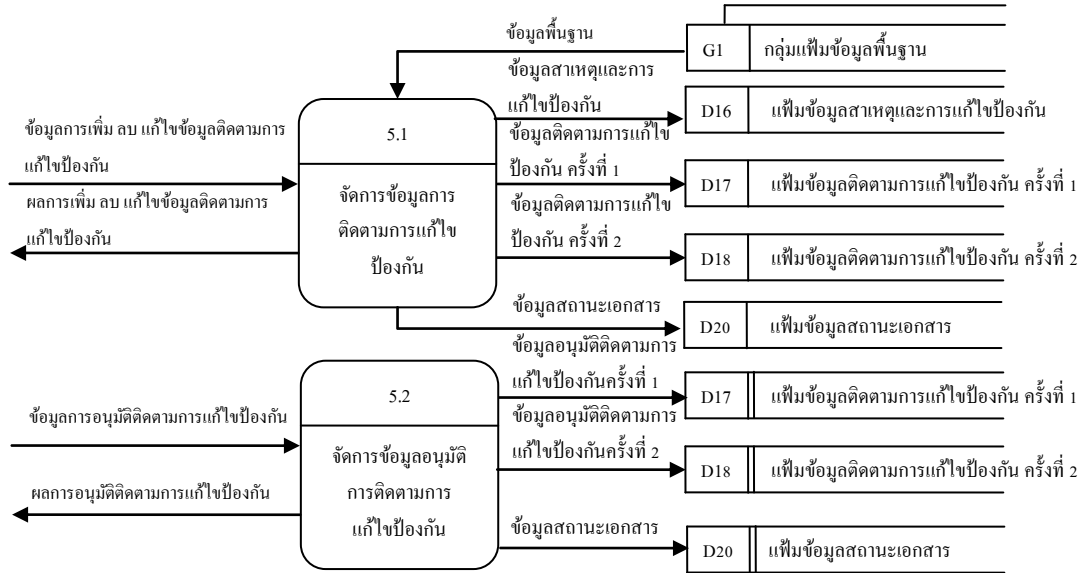 ข้อมูลพื้นฐาน
G1 กลุ่มแฟ้มข้อมูลพื้นฐาน
ข้อมูลสาเหตุและการ
แก้ไขป้องกัน
D16 แฟ้มข้อมูลสาเหตุและการแก้ไขป้องกัน
ข้อมูลการเพิ่ม ลบ แก้ไขข้อมูลติดตามการ
แก้ไขป้องกัน
5.1
จัดการข้อมูลการ
ติดตามการแก้ไข
ป้องกัน
ข้อมูลติดตามการแก้ไข
ป้องกัน ครั้งที่ 1
D17 แฟ้มข้อมูลติดตามการแก้ไขป้องกัน ครั้งที่ 1
ผลการเพิ่ม ลบ แก้ไขข้อมูลติดตามการ
แก้ไขป้องกัน
ข้อมูลติดตามการแก้ไข
ป้องกัน ครั้งที่ 2
D18 แฟ้มข้อมูลติดตามการแก้ไขป้องกัน ครั้งที่ 2
ข้อมูลสถานะเอกสาร
D20 แฟ้มข้อมูลสถานะเอกสาร
ข้อมูลอนุมัติติดตามการ
แก้ไขป้องกันครั้งที่ 1
D17 แฟ้มข้อมูลติดตามการแก้ไขป้องกัน ครั้งที่ 1
ข้อมูลการอนุมัติติดตามการแก้ไขป้องกัน
5.2
จัดการข้อมูลอนุมัติ
การติดตามการ
แก้ไขป้องกัน
ข้อมูลอนุมัติติดตามการ
แก้ไขป้องกันครั้งที่ 2
D18 แฟ้มข้อมูลติดตามการแก้ไขป้องกัน ครั้งที่ 2
ผลการอนุมัติติดตามการแก้ไขป้องกัน
ข้อมูลสถานะเอกสาร
D20 แฟ้มข้อมูลสถานะเอกสาร